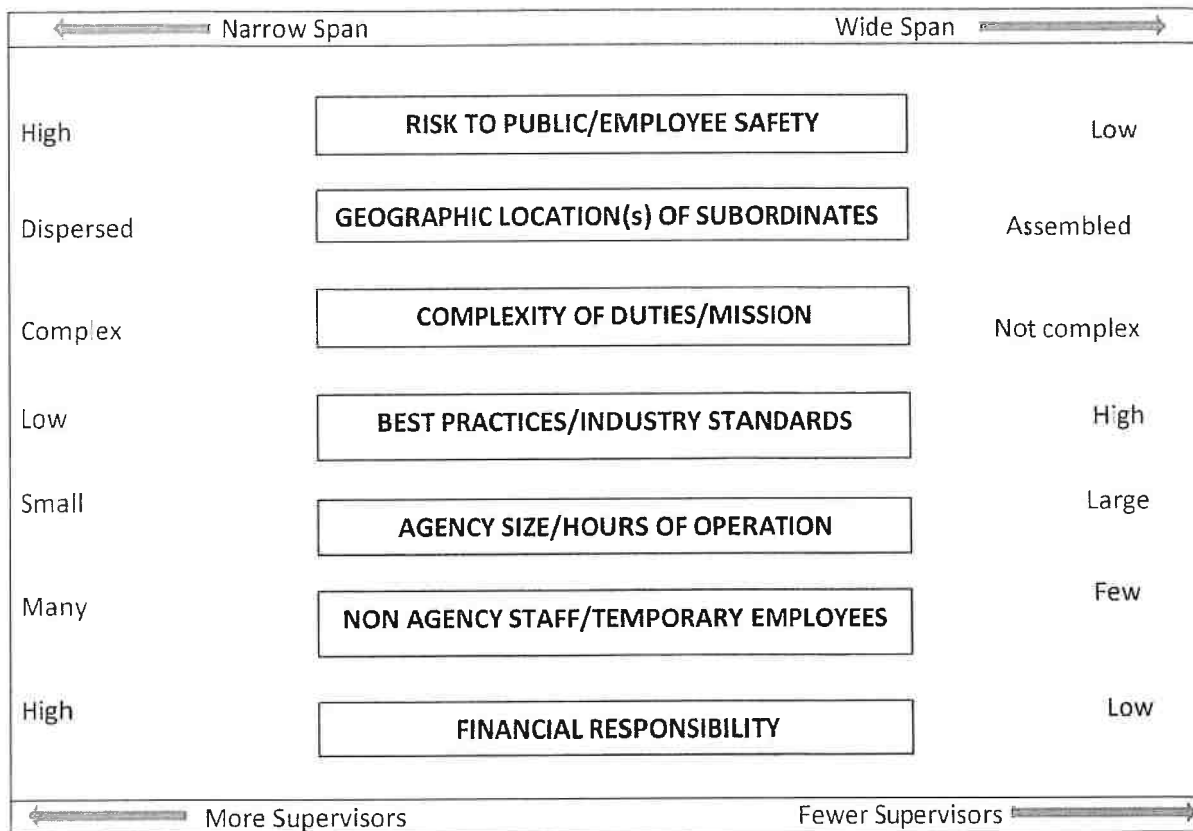 Narrow Span Wide Span
High RISK TO PUBLIC/EMPLOYEE SAFETY Low
Dispersed GEOGRAPHIC LOCATION(s) OF SUBORDINATES Assembled
Complex COMPLEXITY OF DUTIES/MISSION Not complex
Low BEST PRACTICES/INDUSTRY STANDARDS High
Small AGENCY SIZE/HOURS OF OPERATION Large
Many NON AGENCY STAFF/TEMPORARY EMPLOYEES Few
High FINANCIAL RESPONSIBILITY Low
More Supervisors Fewer Supervisors